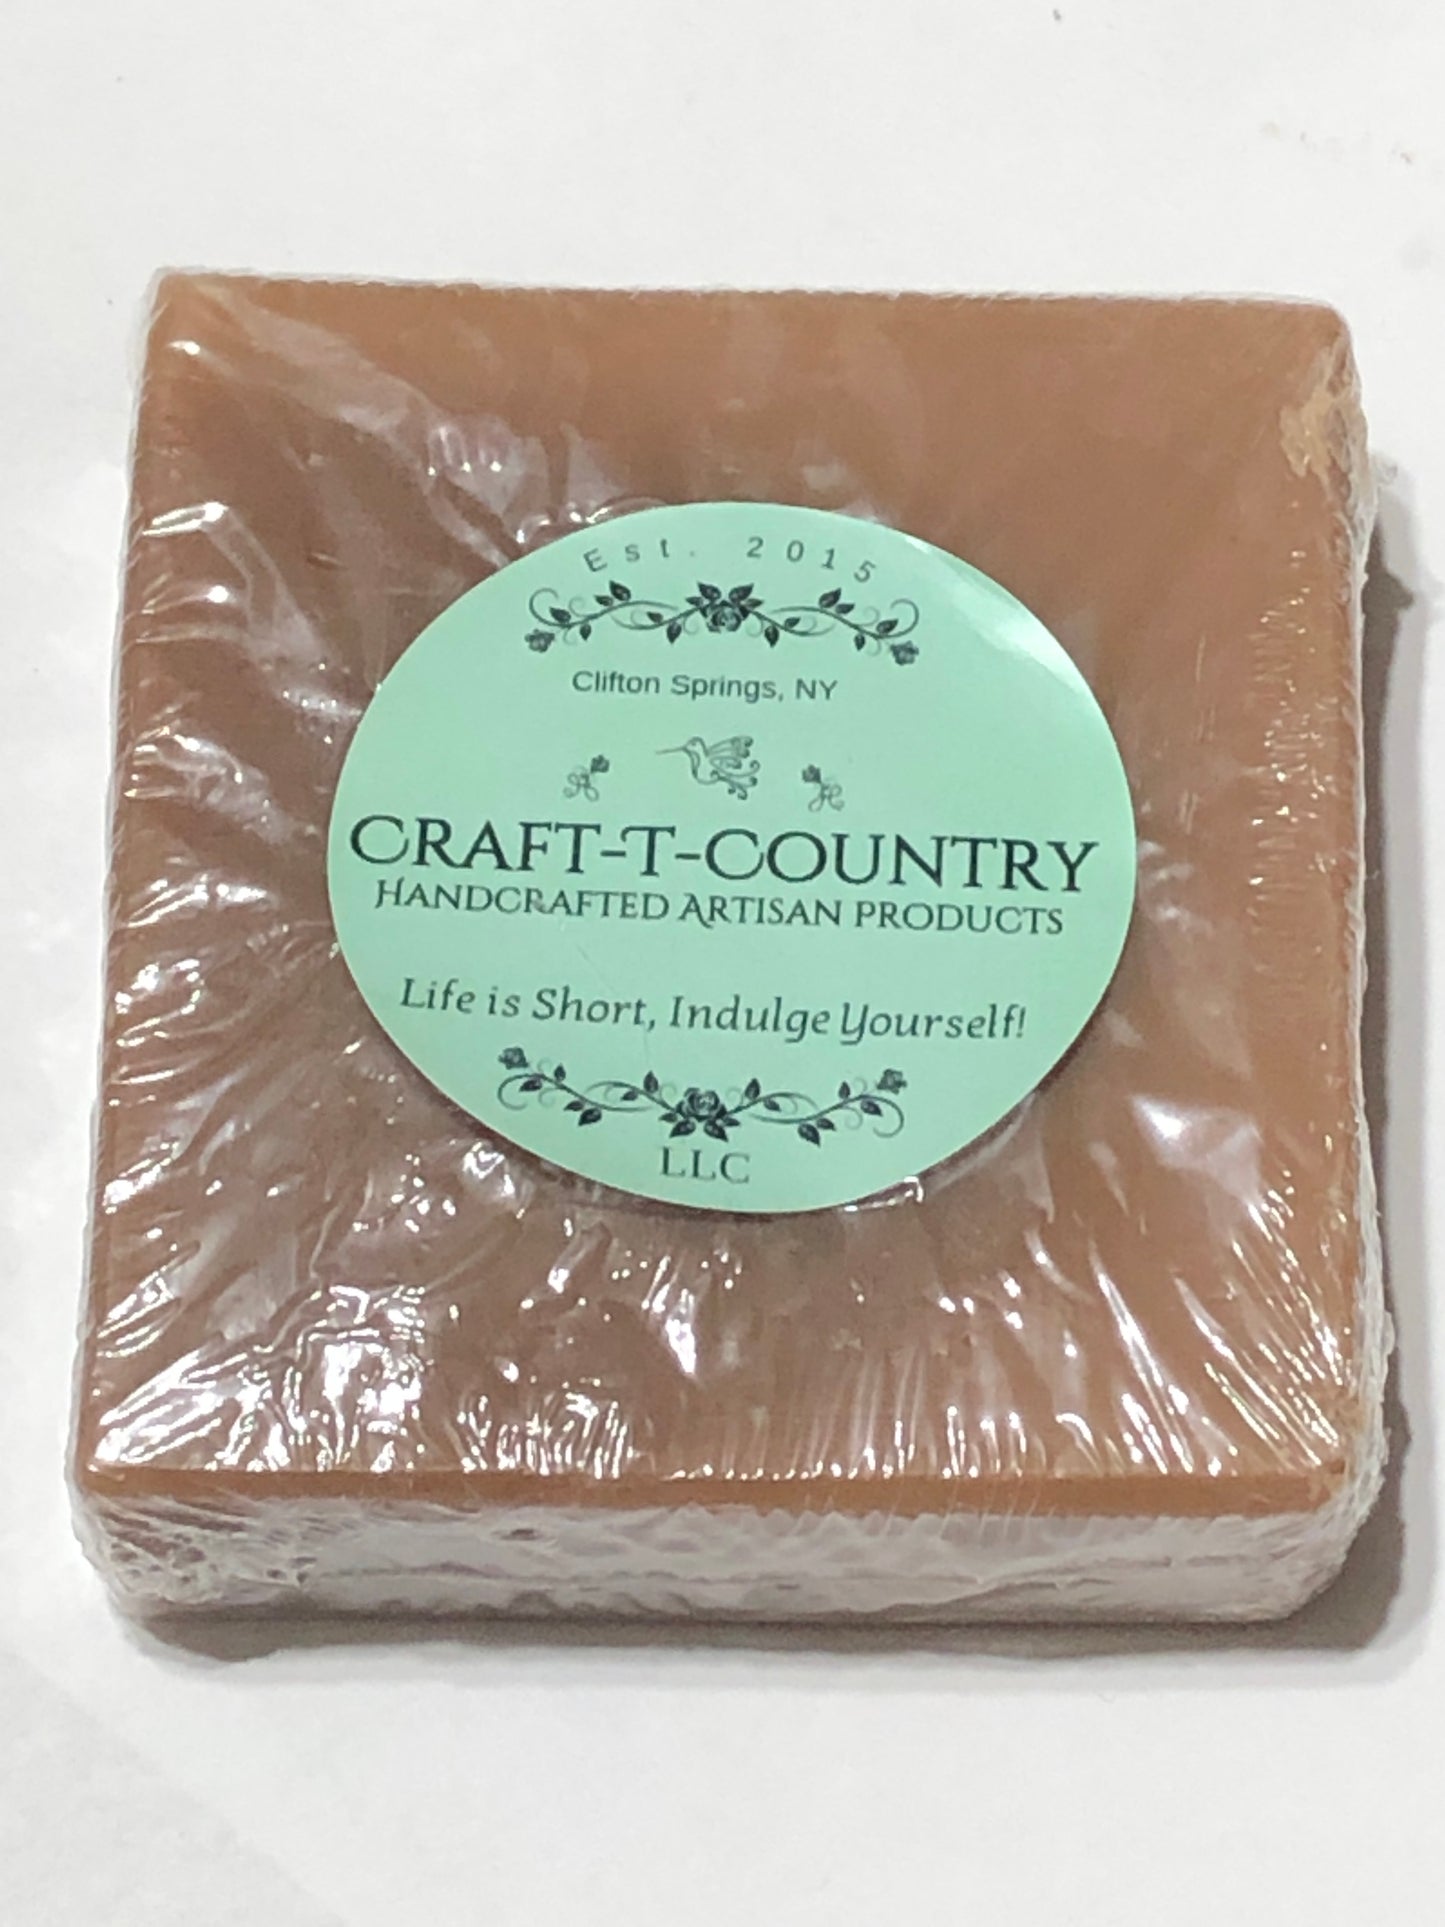 Est. 2015
Clifton Springs, NY
Craft-T-Country
Handcrafted Artisan Products
Life is Short, Indulge Yourself!
LLC